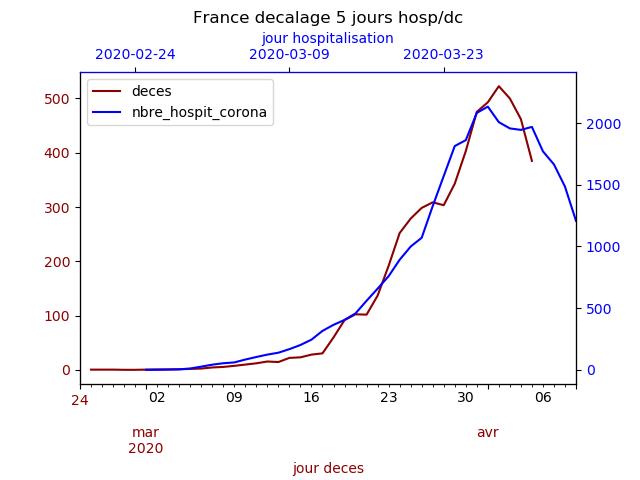 France decalage 5 jours hosp/dc
jour hospitalisation
2020-02-24 2020-03-09 2020-03-23
deces
nbre_hospit_corona
500
400
300
200
100
0
2000
1500
1000
500
0
24 02 09 16 23 30 06
mar avr
2020
jour deces